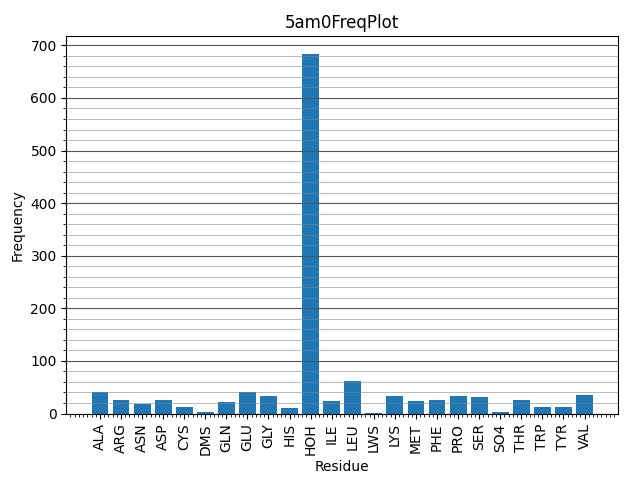 5am0FreqPlot
Frequency
700
600
500
400
300
200
100
0
ALA ARG ASN ASP CYS DMS GLN GLU GLY HIS HOH ILE LEU LWS LYS MET PHE PRO SER SO4 THR TRP TYR VAL
Residue